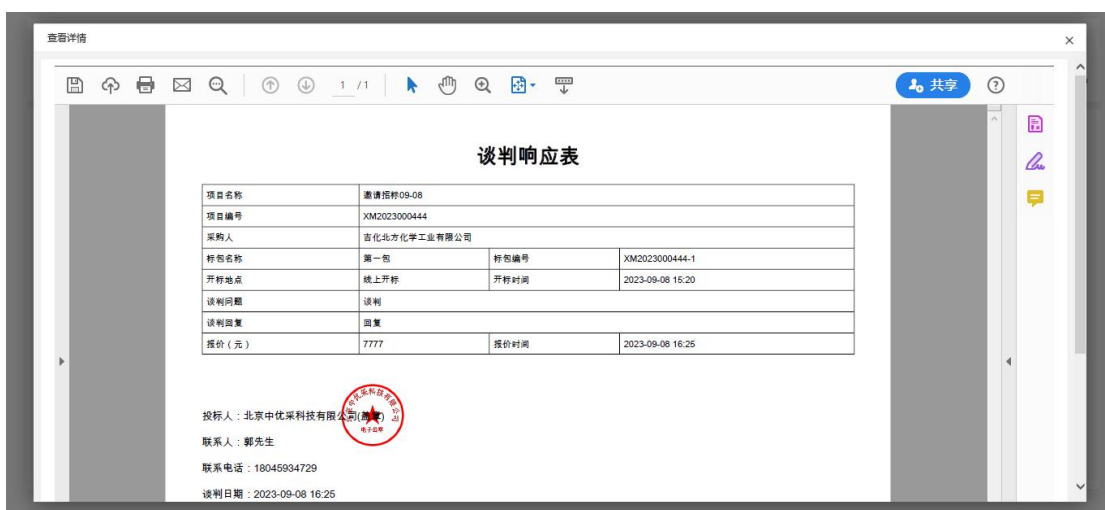 查看详情
1 /1
共享
谈判响应表
项目名称 邀请招标09-08
项目编号 XM2023000444
采购人 吉化北方化学工业有限公司
标包名称 第一包 标包编号 XM2023000444-1
开标地点 线上开标 开标时间 2023-09-08 15:20
谈判问题 谈判
谈判回复 回复
报价（元） 7777 报价时间 2023-09-08 16:25
投标人：北京中优采科技有限公司(盖章)
电子公章
联系人：郭先生
联系电话：18045934729
谈判日期：2023-09-08 16:25